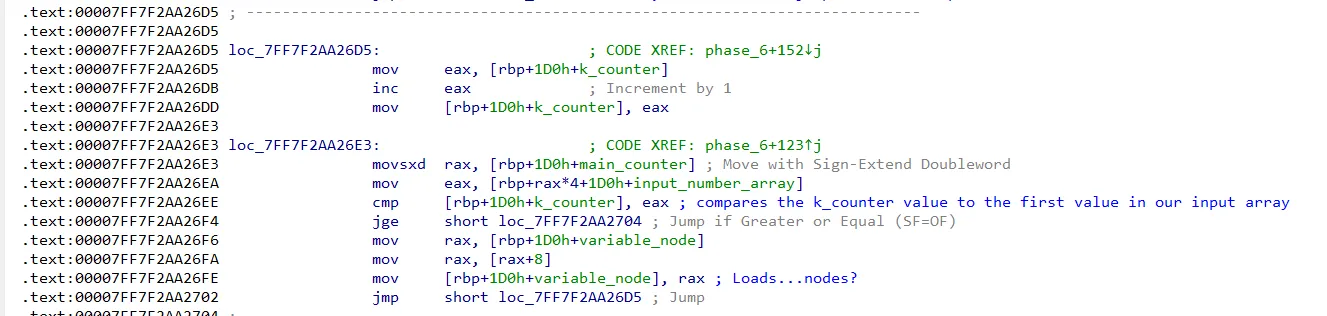 .text:00007FF7F2AA26D5 ; ---------------------------------------------------------------------------
.text:00007FF7F2AA26D5
.text:00007FF7F2AA26D5 loc_7FF7F2AA26D5: ; CODE XREF: phase_6+152↓j
.text:00007FF7F2AA26D5 mov eax, [rbp+1D0h+k_counter]
.text:00007FF7F2AA26DB inc eax ; Increment by 1
.text:00007FF7F2AA26DD mov [rbp+1D0h+k_counter], eax
.text:00007FF7F2AA26E3
.text:00007FF7F2AA26E3 loc_7FF7F2AA26E3: ; CODE XREF: phase_6+123↑j
.text:00007FF7F2AA26E3 movsxd rax, [rbp+1D0h+main_counter] ; Move with Sign-Extend Doubleword
.text:00007FF7F2AA26EA mov eax, [rbp+rax*4+1D0h+input_number_array]
.text:00007FF7F2AA26EE cmp [rbp+1D0h+k_counter], eax ; compares the k_counter value to the first value in our input array
.text:00007FF7F2AA26F4 jge short loc_7FF7F2AA2704 ; Jump if Greater or Equal (SF=OF)
.text:00007FF7F2AA26F6 mov rax, [rbp+1D0h+variable_node]
.text:00007FF7F2AA26FA mov rax, [rax+8]
.text:00007FF7F2AA26FE mov [rbp+1D0h+variable_node], rax ; Loads...nodes?
.text:00007FF7F2AA2702 jmp short loc_7FF7F2AA26D5 ; Jump